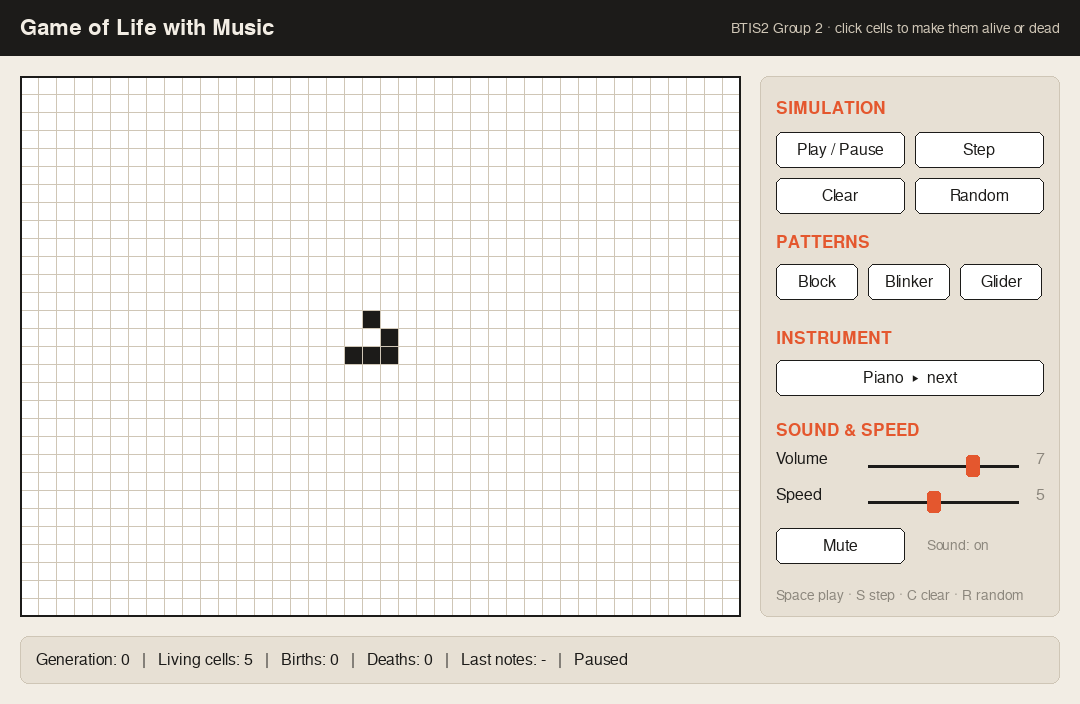 Game of Life with Music
BTIS2 Group 2 · click cells to make them alive or dead
SIMULATION
Play / Pause
Step
Clear
Random
PATTERNS
Block
Blinker
Glider
INSTRUMENT
Piano ▸ next
SOUND & SPEED
Volume 7
Speed 5
Mute
Sound: on
Space play · S step · C clear · R random
Generation: 0 | Living cells: 5 | Births: 0 | Deaths: 0 | Last notes: - | Paused